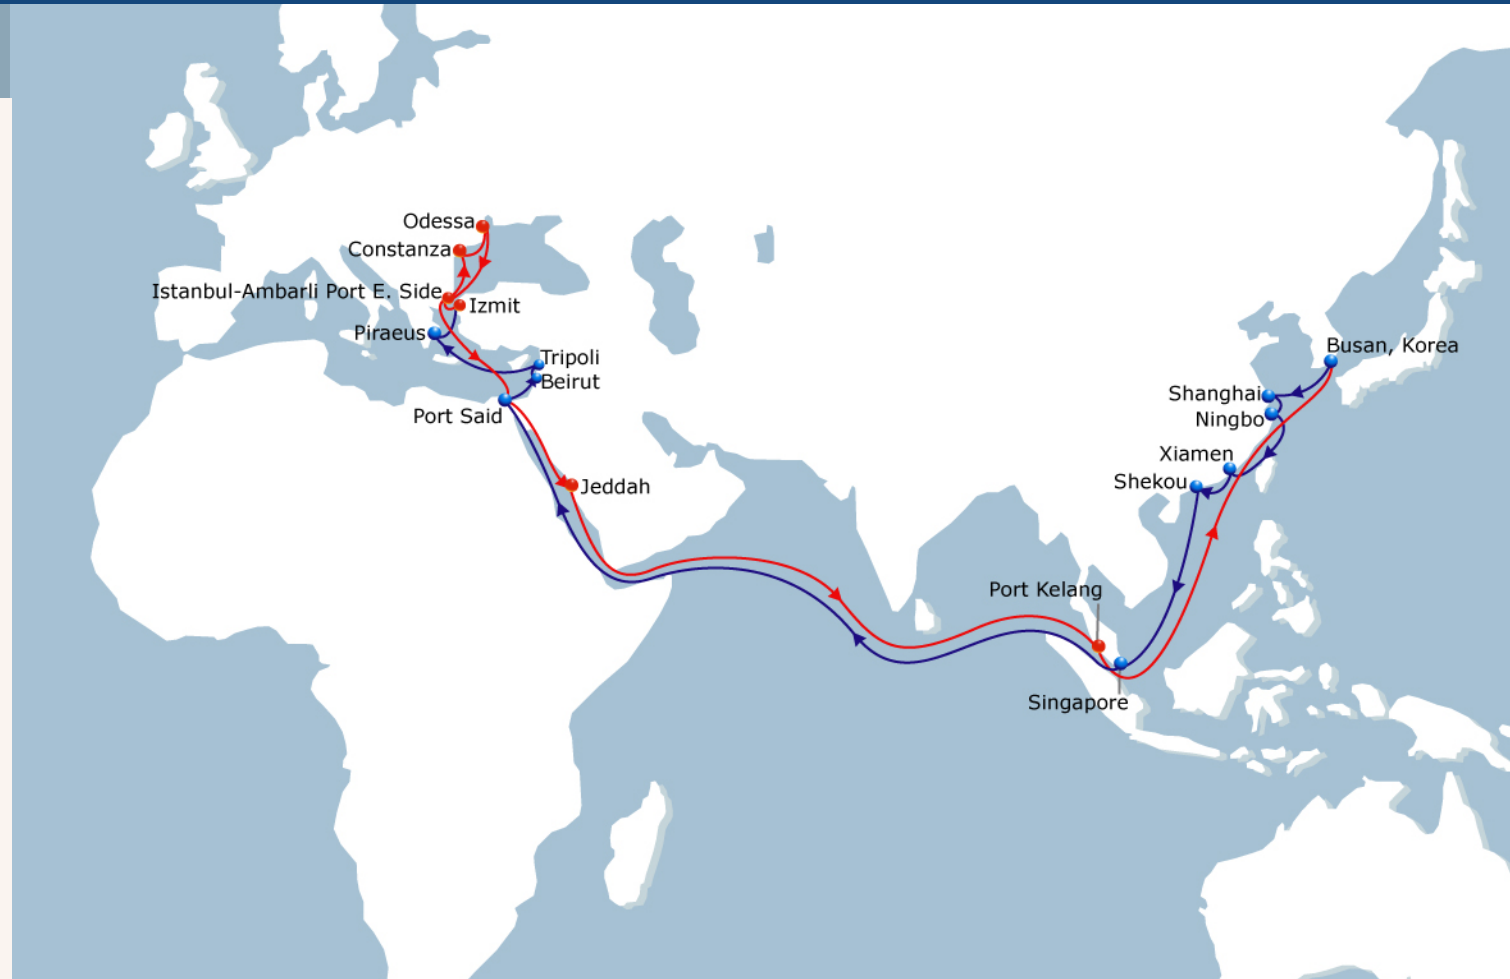 Odessa
Constanza
Istanbul-Ambarli Port E. Side
Izmit
Piraeus
Busan, Korea
Tripoli
Beirut
Shanghai
Port Said
Ningbo
Xiamen
Shekou
Jeddah
Port Kelang
Singapore